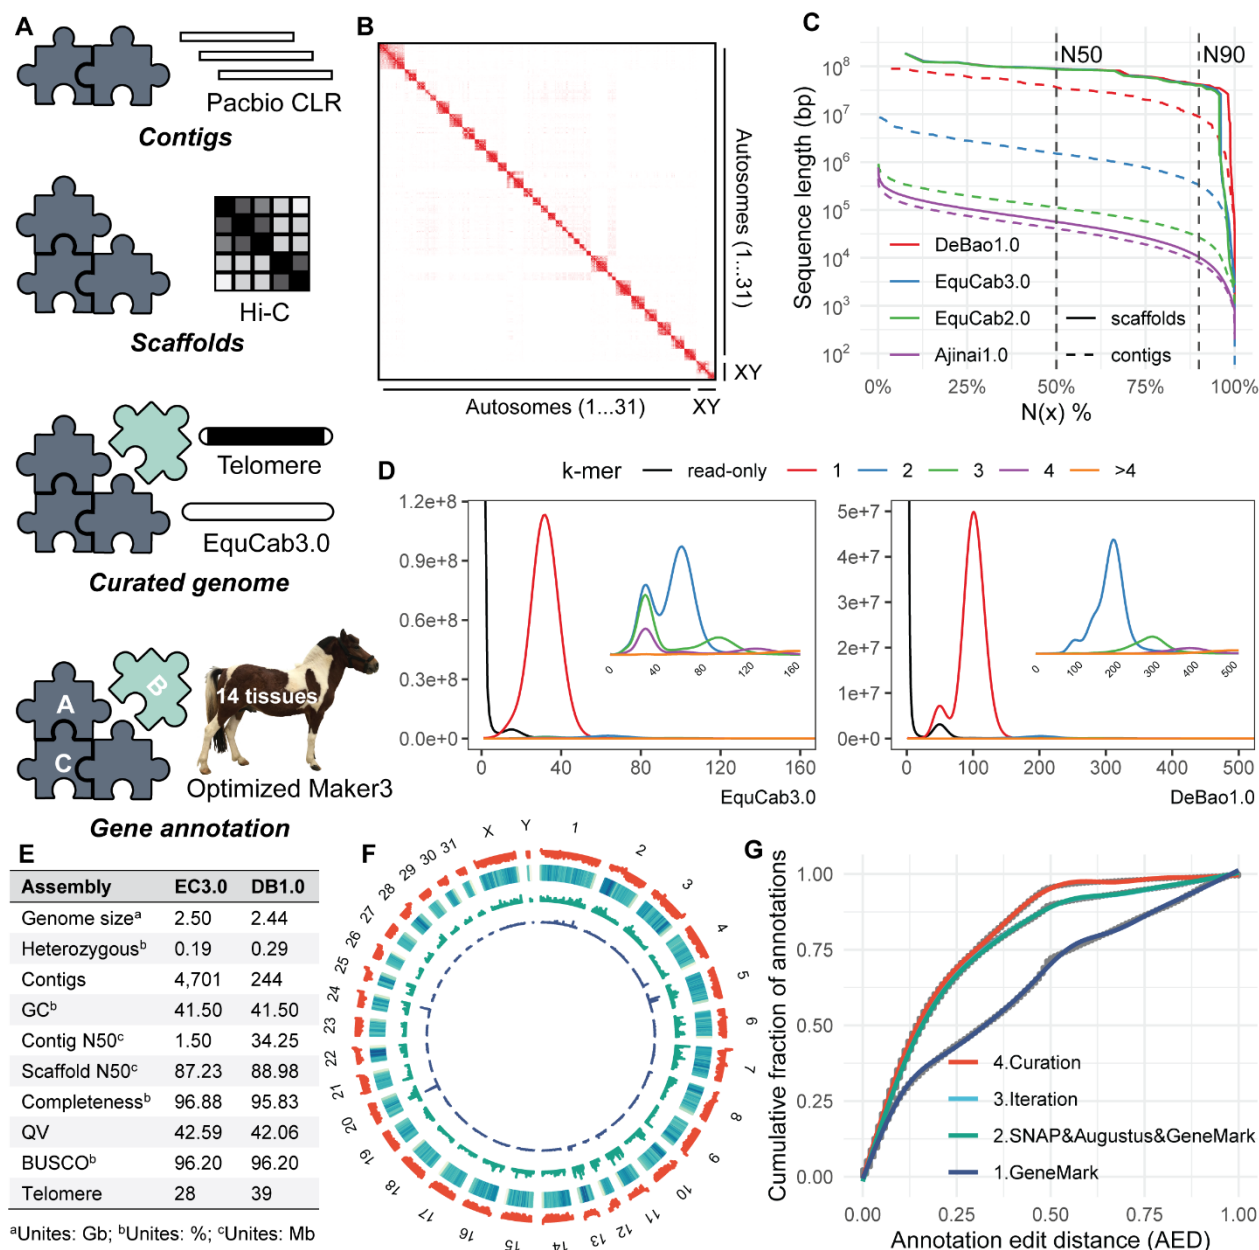 A
Pacbio CLR
Contigs
Hi-C
Scaffolds
Telomere
EquCab3.0
Curated genome
A
B
C
14 tissues
Optimized Maker3
Gene annotation
B
Autosomes (1...31)
XY
Autosomes (1...31)
XY
C
N50
N90
Sequence length (bp)
10⁸
10⁷
10⁶
10⁵
10⁴
10³
10²
DeBao1.0
EquCab3.0
EquCab2.0
Ajinai1.0
scaffolds
contigs
0%
25%
50%
75%
100%
N(x) %
D
k-mer
read-only
1
2
3
4
>4
1.2e+8
0.9e+8
0.6e+8
0.3e+8
0.0e+0
0
40
80
120
160
0
40
80
120
160
EquCab3.0
5e+7
4e+7
3e+7
2e+7
1e+7
0e+0
0
100
200
300
400
500
0
100
200
300
400
500
DeBao1.0
E
Assembly EC3.0 DB1.0
Genome sizeᵃ 2.50 2.44
Heterozygousᵇ 0.19 0.29
Contigs 4,701 244
GCᵇ 41.50 41.50
Contig N50ᶜ 1.50 34.25
Scaffold N50ᶜ 87.23 88.98
Completenessᵇ 96.88 95.83
QV 42.59 42.06
BUSCOᵇ 96.20 96.20
Telomere 28 39
ᵃUnites: Gb; ᵇUnites: %; ᶜUnites: Mb
F
1
2
3
4
5
6
7
8
9
10
11
12
13
14
15
16
17
18
19
20
21
22
23
24
25
26
27
28
29
30
31
X
Y
G
Cumulative fraction of annotations
1.00
0.75
0.50
0.25
0.00
4.Curation
3.Iteration
2.SNAP&Augustus&GeneMark
1.GeneMark
0.00
0.25
0.50
0.75
1.00
Annotation edit distance (AED)